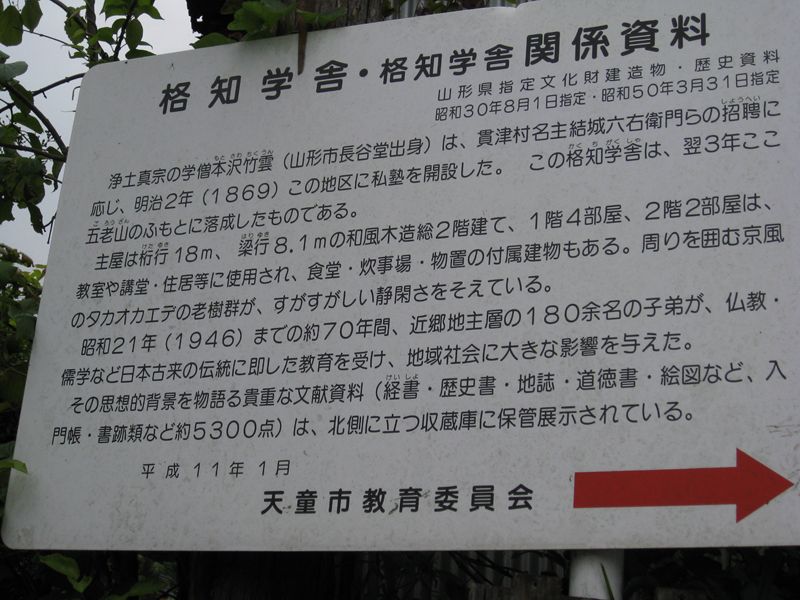 格知学舎・格知学舎関係資料
山形県指定文化財建造物・歴史資料
昭和30年8月1日指定・昭和50年3月31日指定
浄土真宗の学僧本沢竹雲（山形市長谷堂出身）は、貫津村名主結城六右衛門らの招聘に
応じ、明治2年（1869）この地区に私塾を開設した。 この格知学舎は、翌3年ここ
五老山のふもとに落成したものである。
主屋は桁行18m、梁行8.1mの和風木造総2階建て、1階4部屋、2階2部屋は、
教室や講堂・住居等に使用され、食堂・炊事場・物置の付属建物もある。周りを囲む京風
のタカオカエデの老樹群が、すがすがしい静閑さをそえている。
昭和21年（1946）までの約70年間、近郷地主層の180余名の子弟が、仏教・
儒学など日本古来の伝統に即した教育を受け、地域社会に大きな影響を与えた。
その思想的背景を物語る貴重な文献資料（経書・歴史書・地誌・道徳書・絵図など、入
門帳・書跡類など約5300点）は、北側に立つ収蔵庫に保管展示されている。
平成11年1月
天童市教育委員会